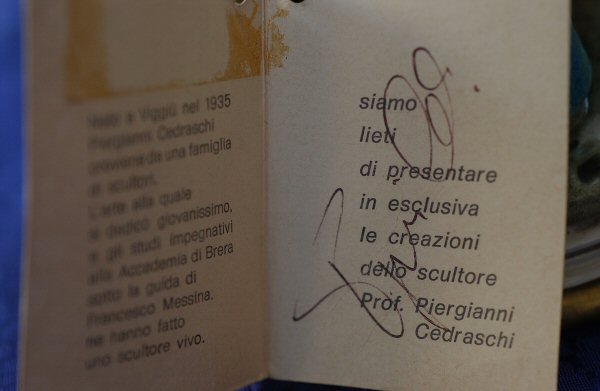 Nato a Viggiù nel 1935
Piergianni Cedraschi
proviene da una famiglia
di scultori.
L'arte alla quale
si dedicò giovanissimo,
e gli studi impegnativi
alla Accademia di Brera
sotto la guida di
Francesco Messina.
ne hanno fatto
uno scultore vivo.
siamo
lieti
di presentare
in esclusiva
le creazioni
dello scultore
Prof. Piergianni
Cedraschi